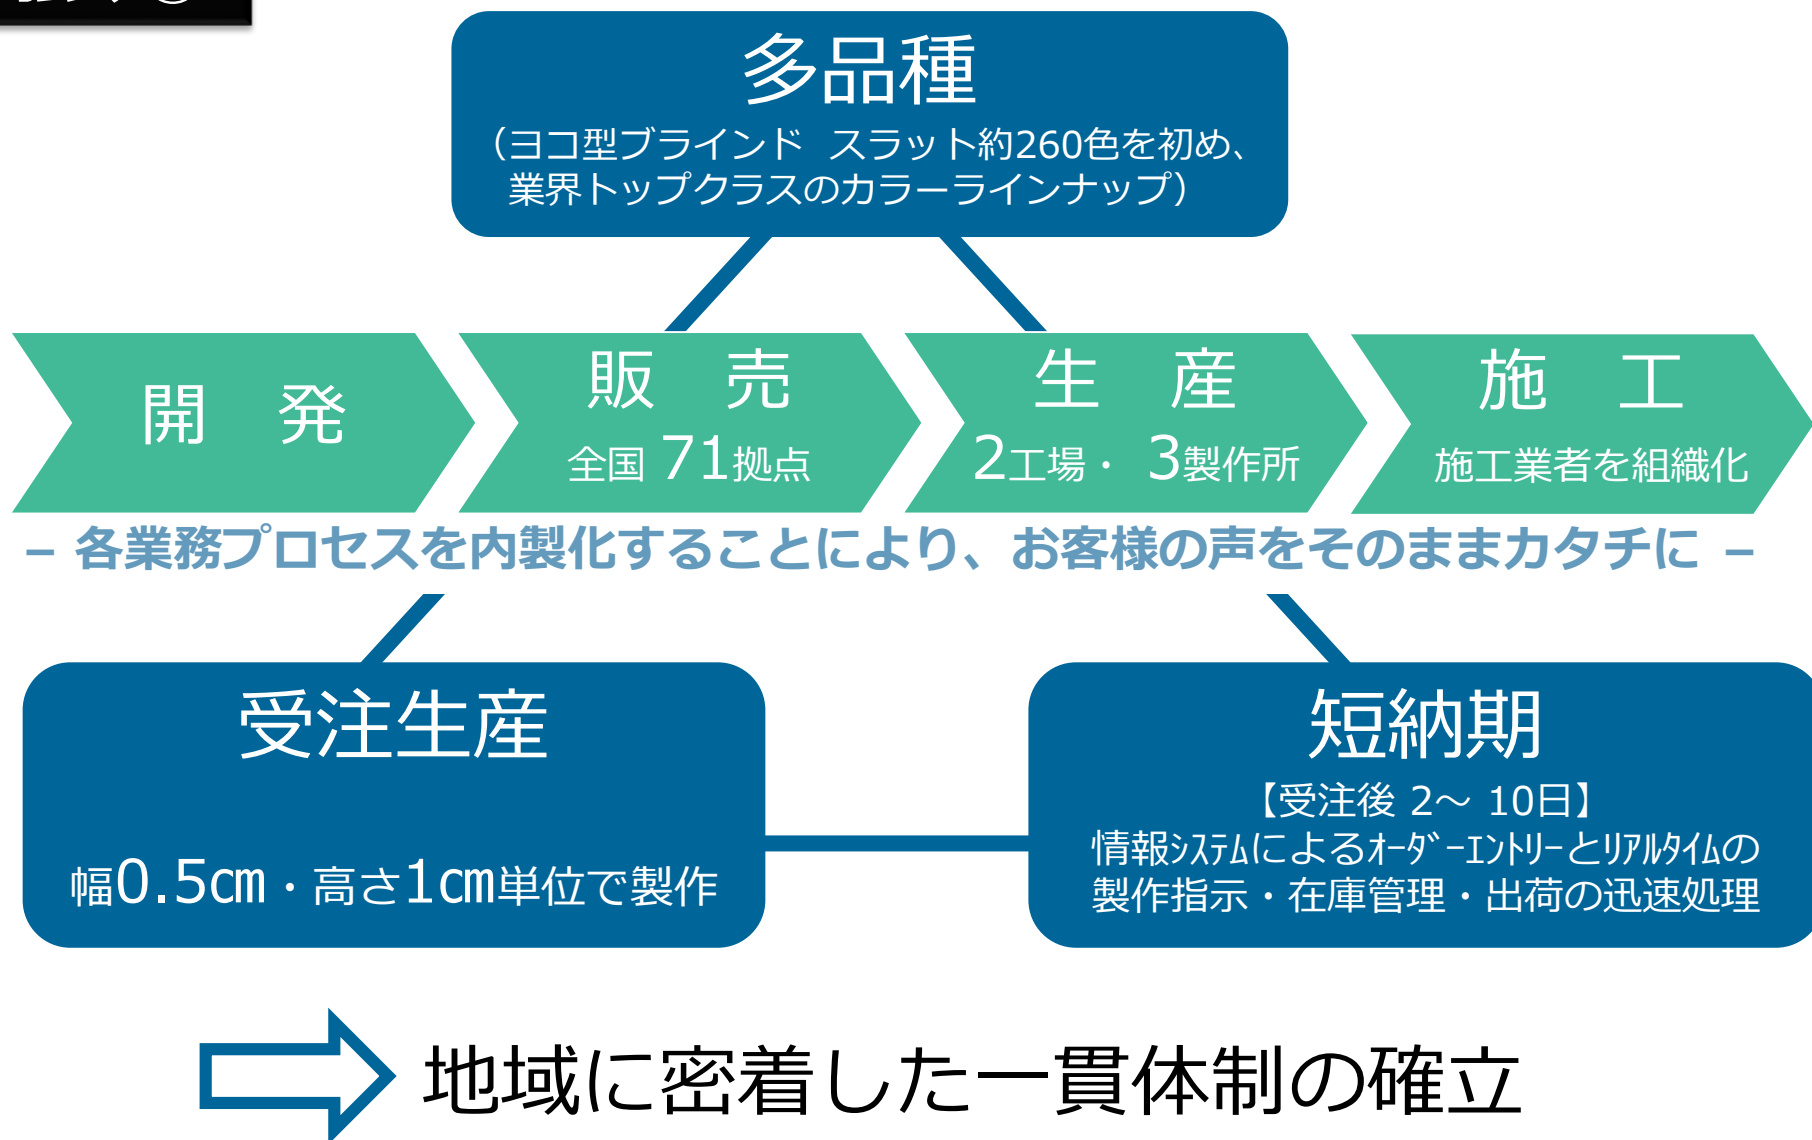 多品種
（ヨコ型ブラインド スラット約260色を初め、
業界トップクラスのカラーラインナップ）
開 発
販 売
全国 71拠点
生 産
2工場・ 3製作所
施 工
施工業者を組織化
– 各業務プロセスを内製化することにより、お客様の声をそのままカタチに –
受注生産
幅0.5㎝・高さ1㎝単位で製作
短納期
【受注後 2～ 10日】
情報ｼｽﾃﾑによるｵｰﾀﾞｰｴﾝﾄﾘｰとﾘｱﾙﾀｲﾑの
製作指示・在庫管理・出荷の迅速処理
地域に密着した一貫体制の確立